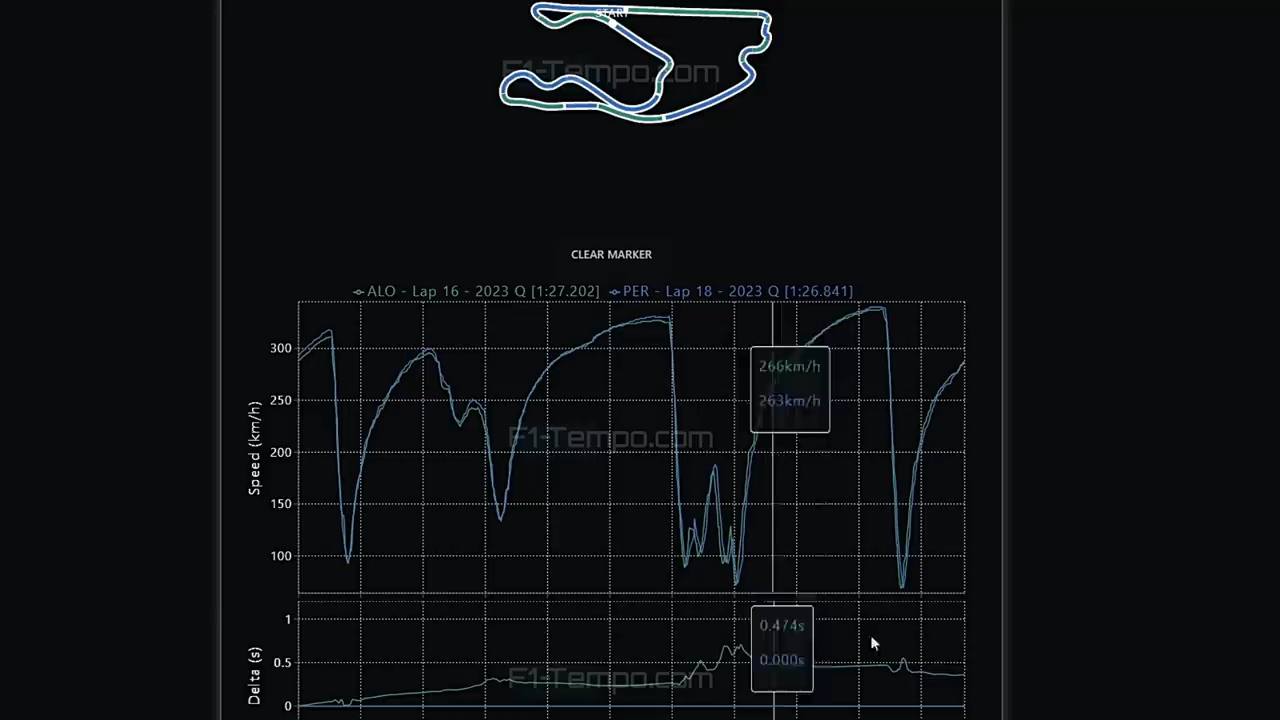 START
F1-Tempo.com
CLEAR MARKER
ALO - Lap 16 - 2023 Q [1:27.202] PER - Lap 18 - 2023 Q [1:26.841]
300
250
200
150
100
Speed (km/h)
266km/h
263km/h
F1-Tempo.com
1
0.5
0
Delta (s)
0.474s
0.000s
F1-Tempo.com